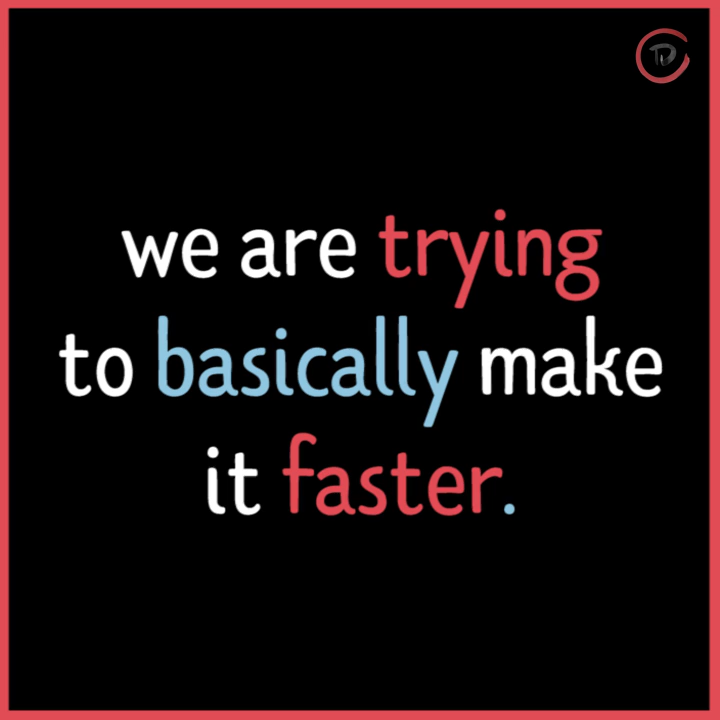 we are trying
to basically make
it faster.